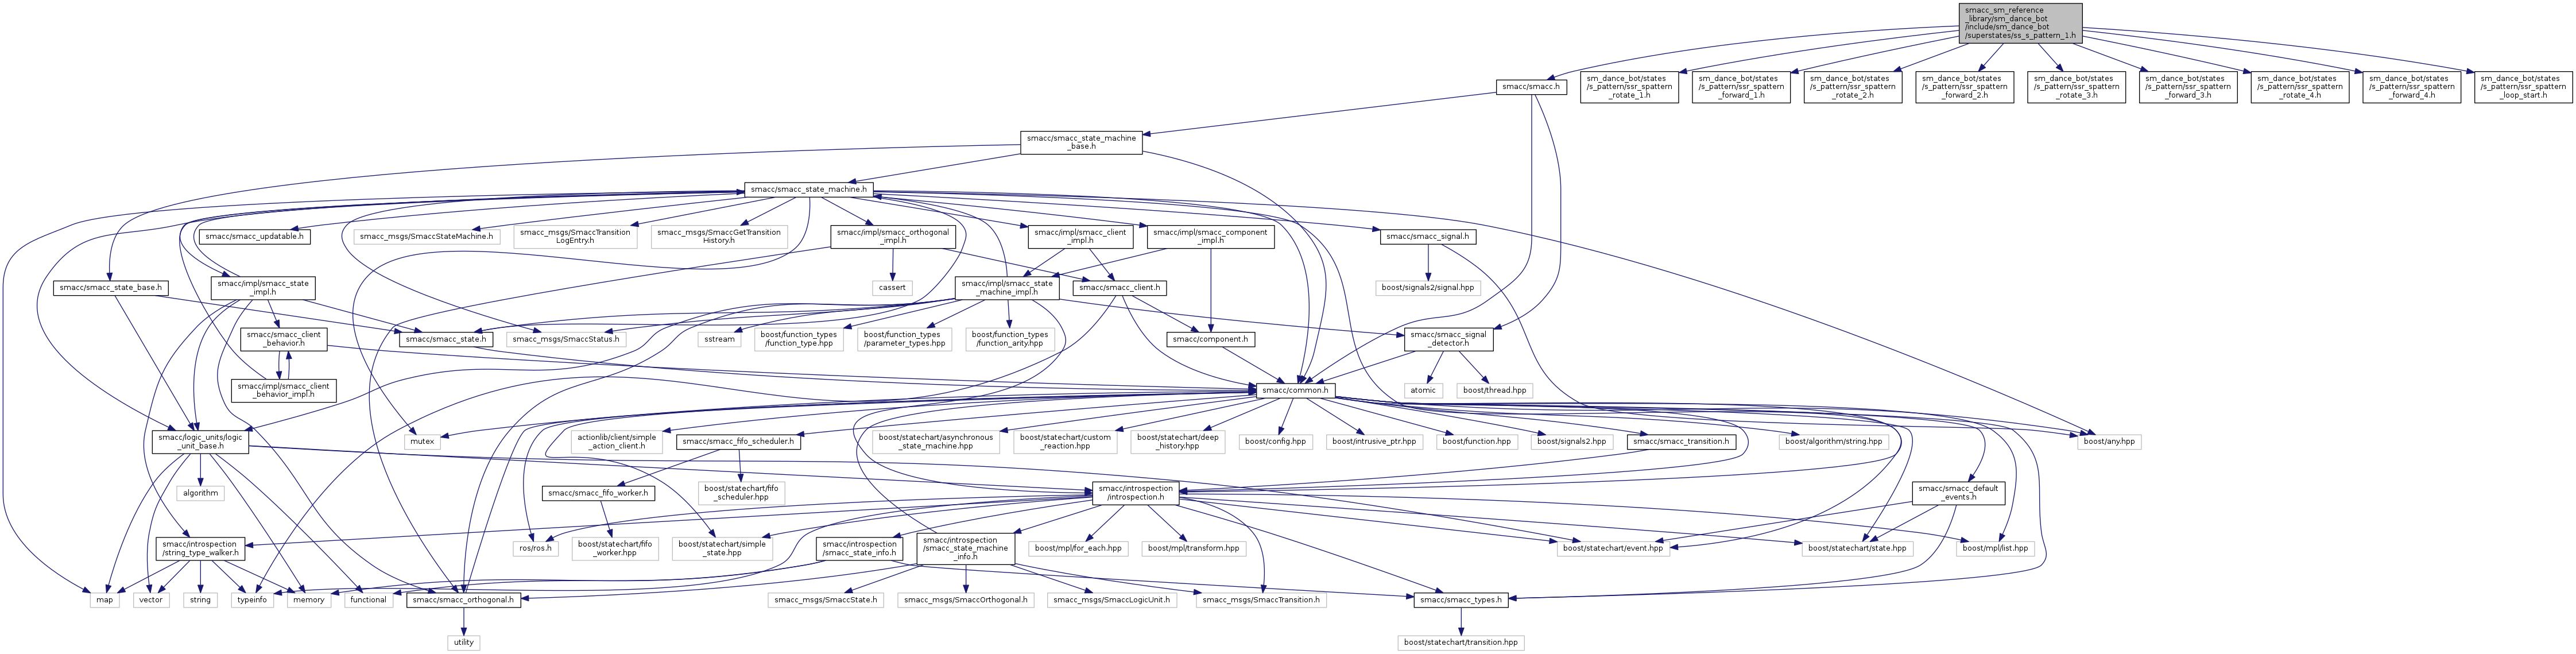 smacc_sm_reference
_library/sm_dance_bot
/include/sm_dance_bot
/superstates/ss_s_pattern_1.h
smacc/smacc.h
sm_dance_bot/states
/s_pattern/ssr_spattern
_rotate_1.h
sm_dance_bot/states
/s_pattern/ssr_spattern
_forward_1.h
sm_dance_bot/states
/s_pattern/ssr_spattern
_rotate_2.h
sm_dance_bot/states
/s_pattern/ssr_spattern
_forward_2.h
sm_dance_bot/states
/s_pattern/ssr_spattern
_rotate_3.h
sm_dance_bot/states
/s_pattern/ssr_spattern
_forward_3.h
sm_dance_bot/states
/s_pattern/ssr_spattern
_rotate_4.h
sm_dance_bot/states
/s_pattern/ssr_spattern
_forward_4.h
sm_dance_bot/states
/s_pattern/ssr_spattern
_loop_start.h
smacc/smacc_state_machine
_base.h
smacc/smacc_state_machine.h
smacc/smacc_updatable.h
smacc_msgs/SmaccStateMachine.h
smacc_msgs/SmaccTransition
LogEntry.h
smacc_msgs/SmaccGetTransition
History.h
smacc/impl/smacc_orthogonal
_impl.h
smacc/impl/smacc_client
_impl.h
smacc/impl/smacc_component
_impl.h
smacc/smacc_signal.h
smacc/smacc_state_base.h
smacc/impl/smacc_state
_impl.h
cassert
smacc/impl/smacc_state
_machine_impl.h
smacc/smacc_client.h
boost/signals2/signal.hpp
smacc/smacc_client
_behavior.h
smacc/smacc_state.h
smacc_msgs/SmaccStatus.h
sstream
boost/function_types
/function_type.hpp
boost/function_types
/parameter_types.hpp
boost/function_types
/function_arity.hpp
smacc/component.h
smacc/smacc_signal
_detector.h
smacc/impl/smacc_client
_behavior_impl.h
smacc/common.h
atomic
boost/thread.hpp
smacc/logic_units/logic
_unit_base.h
mutex
actionlib/client/simple
_action_client.h
smacc/smacc_fifo_scheduler.h
boost/statechart/asynchronous
_state_machine.hpp
boost/statechart/custom
_reaction.hpp
boost/statechart/deep
_history.hpp
boost/config.hpp
boost/intrusive_ptr.hpp
boost/function.hpp
boost/signals2.hpp
smacc/smacc_transition.h
boost/algorithm/string.hpp
boost/any.hpp
algorithm
smacc/smacc_fifo_worker.h
boost/statechart/fifo
_scheduler.hpp
smacc/introspection
/introspection.h
smacc/smacc_default
_events.h
smacc/introspection
/string_type_walker.h
ros/ros.h
boost/statechart/fifo
_worker.hpp
boost/statechart/simple
_state.hpp
smacc/introspection
/smacc_state_info.h
smacc/introspection
/smacc_state_machine
_info.h
boost/mpl/for_each.hpp
boost/mpl/transform.hpp
boost/statechart/event.hpp
boost/statechart/state.hpp
boost/mpl/list.hpp
map
vector
string
typeinfo
memory
functional
smacc/smacc_orthogonal.h
smacc_msgs/SmaccState.h
smacc_msgs/SmaccOrthogonal.h
smacc_msgs/SmaccLogicUnit.h
smacc_msgs/SmaccTransition.h
smacc/smacc_types.h
utility
boost/statechart/transition.hpp